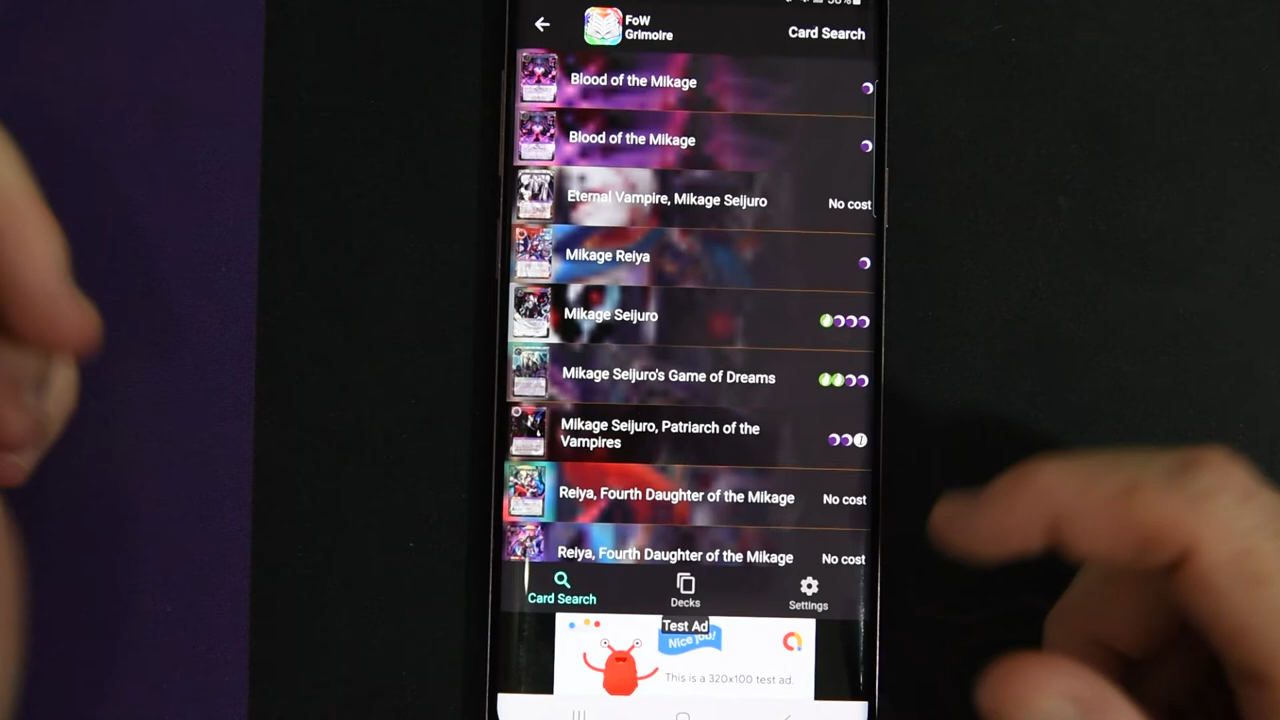 FoW
Grimoire
Card Search
Blood of the Mikage
Blood of the Mikage
Eternal Vampire, Mikage Seijuro
No cost
Mikage Reiya
Mikage Seijuro
Mikage Seijuro's Game of Dreams
Mikage Seijuro, Patriarch of the
Vampires
1
Reiya, Fourth Daughter of the Mikage
No cost
Reiya, Fourth Daughter of the Mikage
No cost
Card Search
Decks
Settings
Test Ad
Nice job!
This is a 320x100 test ad.